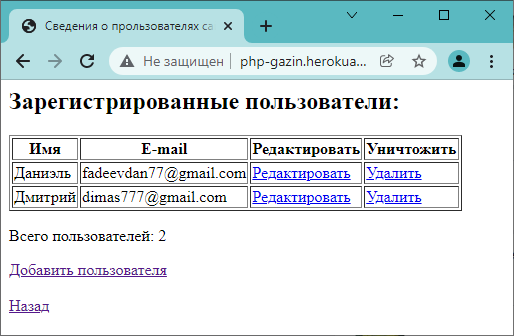 Сведения о прользователях са
Не защищен
php-gazin.herokua...
Зарегистрированные пользователи:
Имя E-mail Редактировать Уничтожить
Даниэль fadeevdan77@gmail.com Редактировать Удалить
Дмитрий dimas777@gmail.com Редактировать Удалить
Всего пользователей: 2
Добавить пользователя
Назад